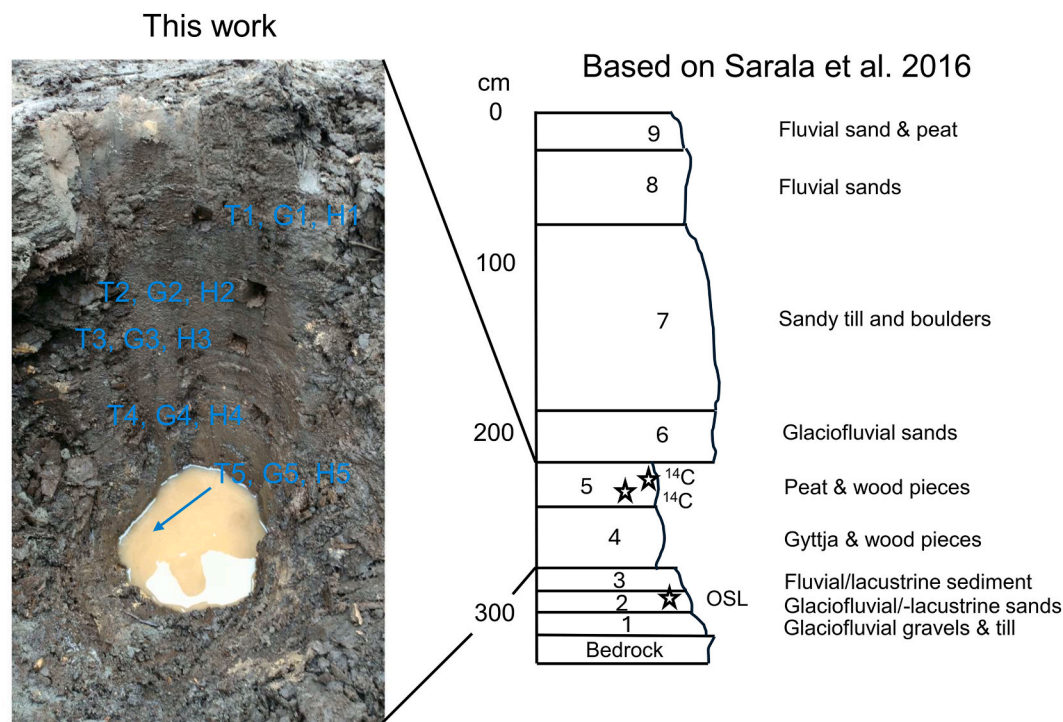 This work
Based on Sarala et al. 2016
T1, G1, H1
T2, G2, H2
T3, G3, H3
T4, G4, H4
T5, G5, H5
cm
0
100
200
300
9
8
7
6
5
4
3
2
1
Bedrock
¹⁴C
¹⁴C
OSL
Fluvial sand & peat
Fluvial sands
Sandy till and boulders
Glaciofluvial sands
Peat & wood pieces
Gyttja & wood pieces
Fluvial/lacustrine sediment
Glaciofluvial/-lacustrine sands
Glaciofluvial gravels & till